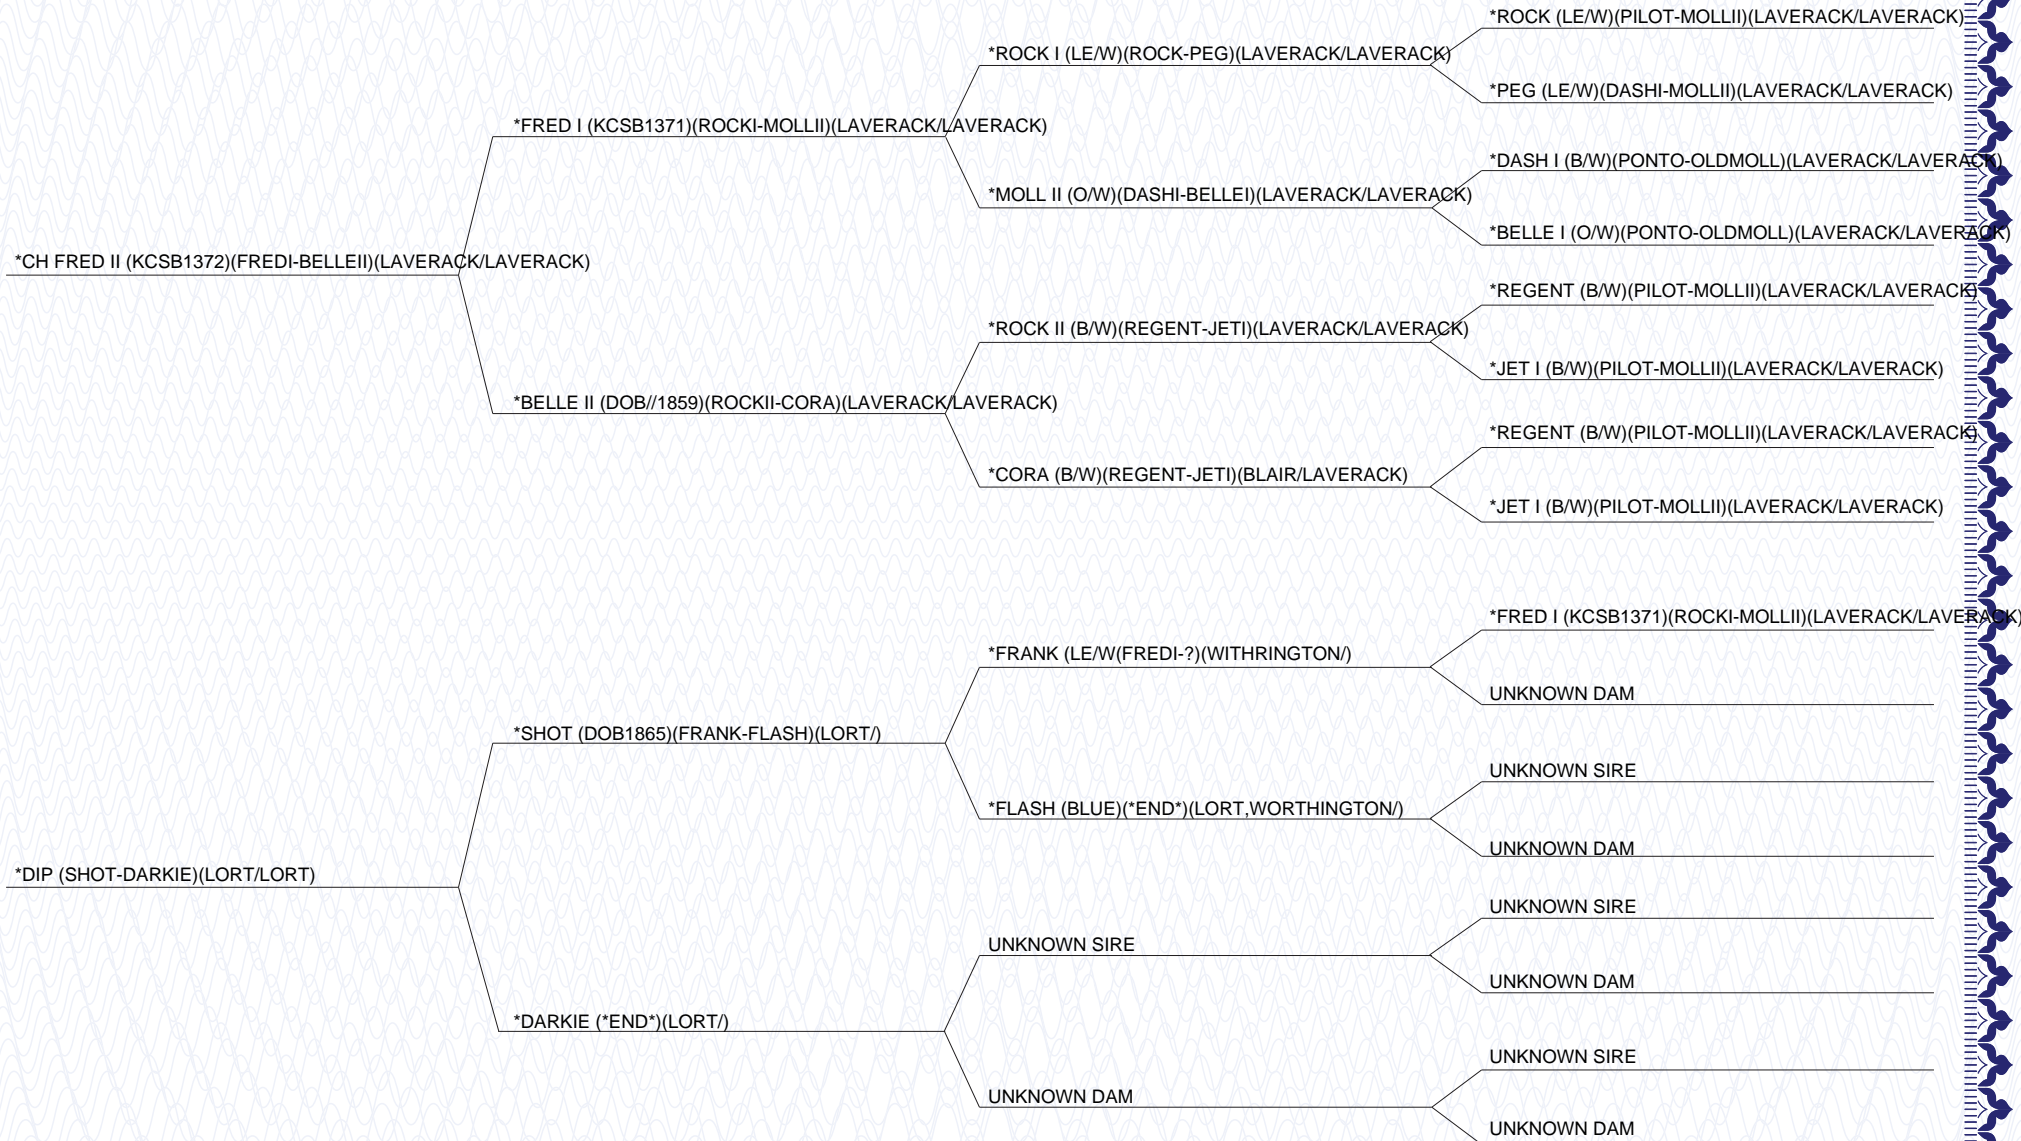 *ROCK (LE/W)(PILOT-MOLLII)(LAVERACK/LAVERACK)
*ROCK I (LE/W)(ROCK-PEG)(LAVERACK/LAVERACK)
*PEG (LE/W)(DASHI-MOLLII)(LAVERACK/LAVERACK)
*FRED I (KCSB1371)(ROCKI-MOLLII)(LAVERACK/LAVERACK)
*DASH I (B/W)(PONTO-OLDMOLL)(LAVERACK/LAVERACK)
*MOLL II (O/W)(DASHI-BELLEI)(LAVERACK/LAVERACK)
*BELLE I (O/W)(PONTO-OLDMOLL)(LAVERACK/LAVERACK)
*CH FRED II (KCSB1372)(FREDI-BELLEII)(LAVERACK/LAVERACK)
*REGENT (B/W)(PILOT-MOLLII)(LAVERACK/LAVERACK)
*ROCK II (B/W)(REGENT-JETI)(LAVERACK/LAVERACK)
*JET I (B/W)(PILOT-MOLLII)(LAVERACK/LAVERACK)
*BELLE II (DOB//1859)(ROCKII-CORA)(LAVERACK/LAVERACK)
*REGENT (B/W)(PILOT-MOLLII)(LAVERACK/LAVERACK)
*CORA (B/W)(REGENT-JETI)(BLAIR/LAVERACK)
*JET I (B/W)(PILOT-MOLLII)(LAVERACK/LAVERACK)
*FRED I (KCSB1371)(ROCKI-MOLLII)(LAVERACK/LAVERACK)
*FRANK (LE/W(FREDI-?)(WITHRINGTON/)
UNKNOWN DAM
*SHOT (DOB1865)(FRANK-FLASH)(LORT/)
UNKNOWN SIRE
*FLASH (BLUE)(*END*)(LORT,WORTHINGTON/)
UNKNOWN DAM
*DIP (SHOT-DARKIE)(LORT/LORT)
UNKNOWN SIRE
UNKNOWN SIRE
UNKNOWN DAM
*DARKIE (*END*)(LORT/)
UNKNOWN SIRE
UNKNOWN DAM
UNKNOWN DAM